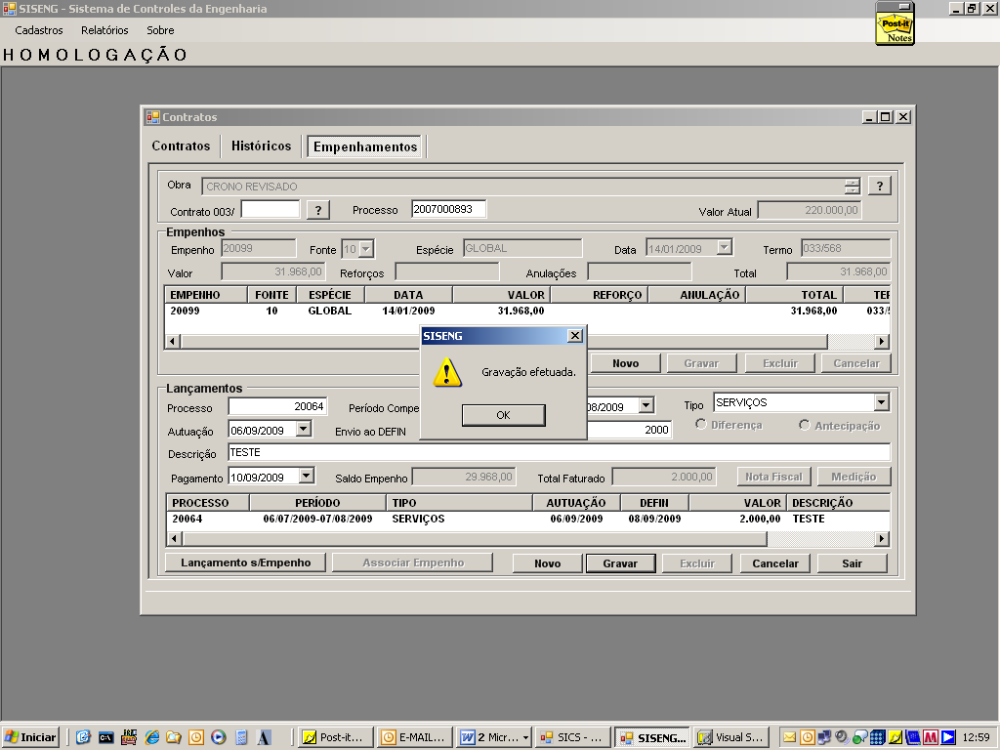 SISENG - Sistema de Controles da Engenharia
Post-it
Notes
Cadastros Relatórios Sobre
HOMOLOGAÇÃO
Contratos
Contratos Históricos Empenhamentos
Obra CRONO REVISADO ?
Contrato 003/ ? Processo 2007000893 Valor Atual 220.000,00
Empenhos
Empenho 20099 Fonte 10 Espécie GLOBAL Data 14/01/2009 Termo 033/568
Valor 31.968,00 Reforços Anulações Total 31.968,00
EMPENHO FONTE ESPÉCIE DATA VALOR REFORÇO ANULAÇÃO TOTAL TER
20099 10 GLOBAL 14/01/2009 31.968,00 31.968,00 033/5
SISENG
Gravação efetuada.
OK
Novo Gravar Excluir Cancelar
Lançamentos
Processo 20064 Período Compe 08/2009 Tipo SERVIÇOS
Autuação 06/09/2009 Envio ao DEFIN 2000 Diferença Antecipação
Descrição TESTE
Pagamento 10/09/2009 Saldo Empenho 29.968,00 Total Faturado 2.000,00 Nota Fiscal Medição
PROCESSO PERÍODO TIPO AUTUAÇÃO DEFIN VALOR DESCRIÇÃO
20064 06/07/2009-07/08/2009 SERVIÇOS 06/09/2009 08/09/2009 2.000,00 TESTE
Lançamento s/Empenho Associar Empenho Novo Gravar Excluir Cancelar Sair
Iniciar Post-it... E-MAIL... 2 Micr... SICS - ... SISENG... Visual S... 12:59